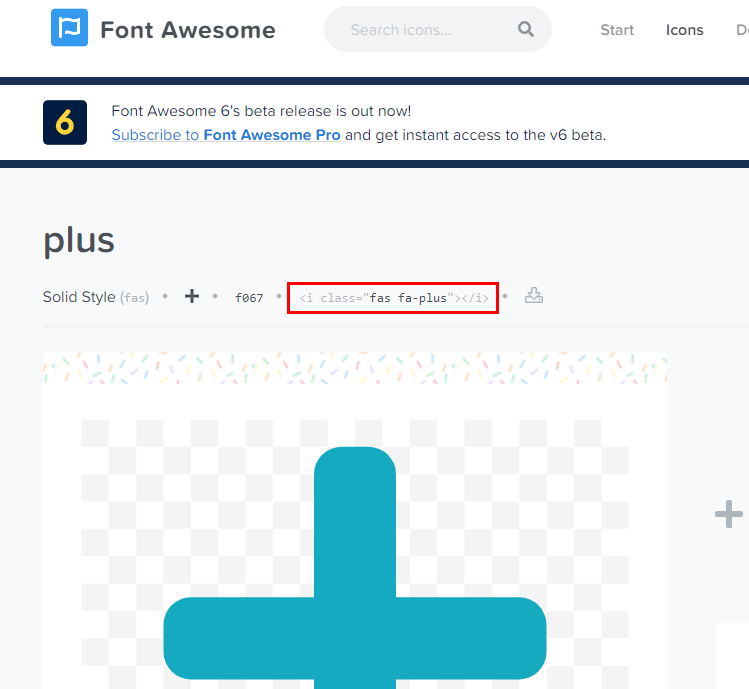 Font Awesome
Search icons...
Start
Icons
6
Font Awesome 6's beta release is out now!
Subscribe to Font Awesome Pro and get instant access to the v6 beta.
plus
Solid Style (fas)
f067
<i class="fas fa-plus"></i>